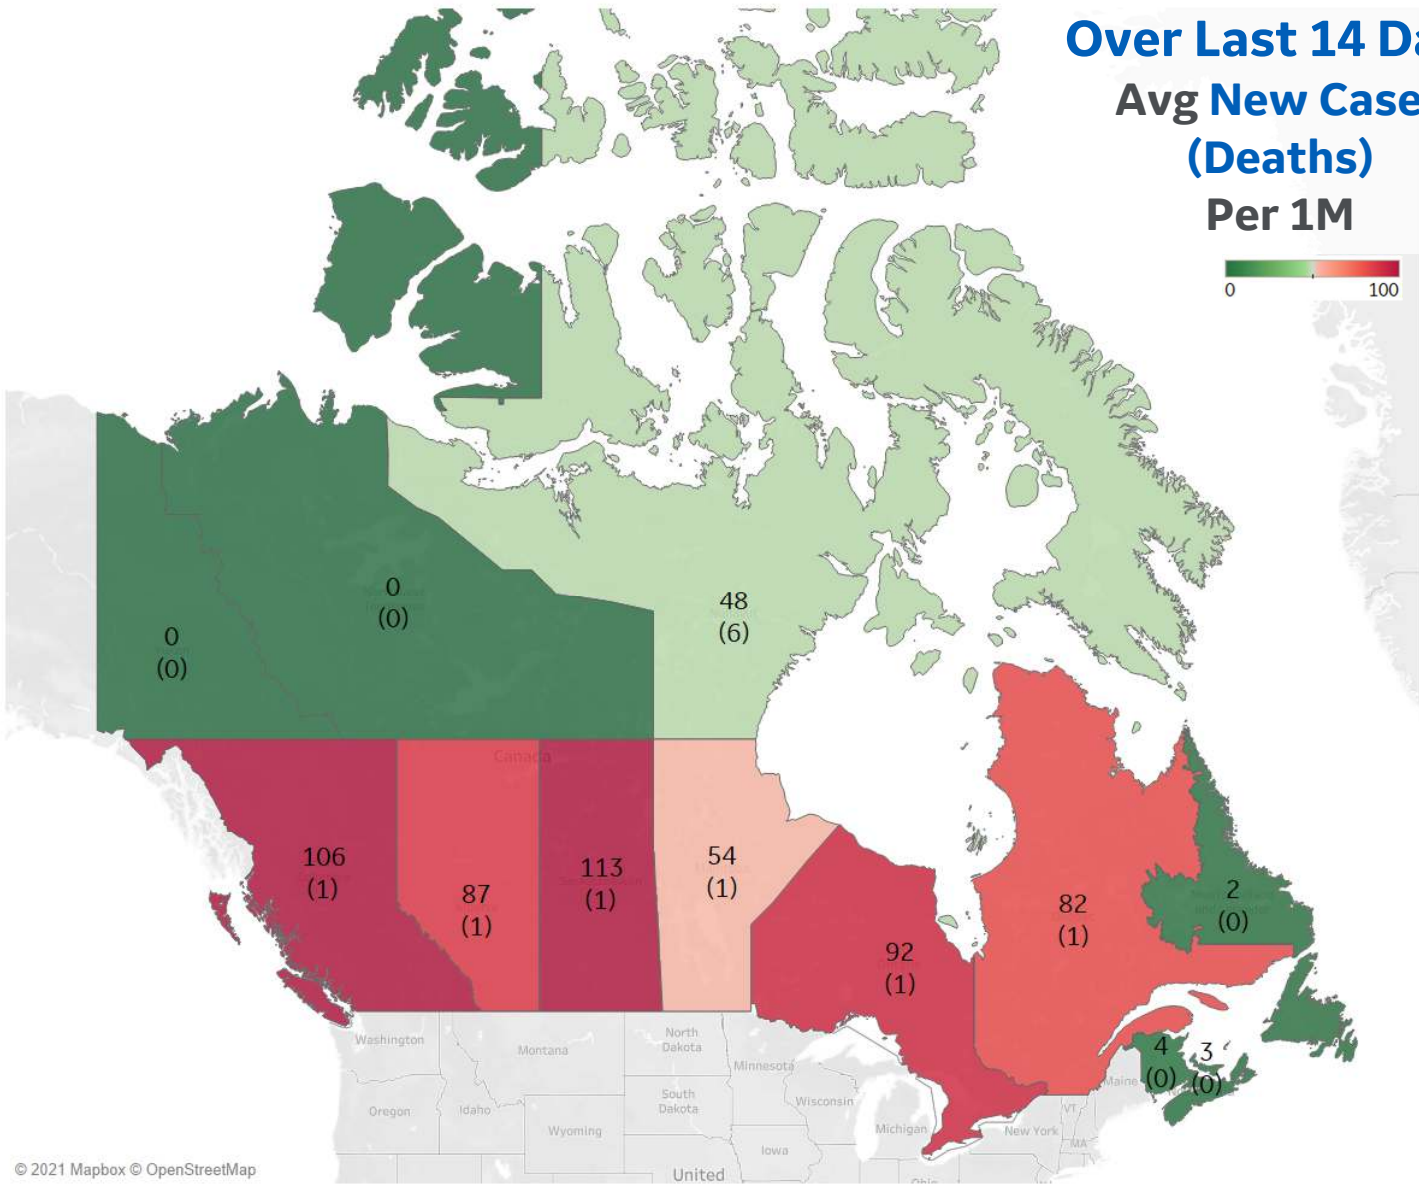 Over Last 14 Da
Avg New Case
(Deaths)
Per 1M
0 100
0
(0)
0
(0)
48
(6)
Canada
106
(1)
87
(1)
113
(1)
54
(1)
92
(1)
82
(1)
2
(0)
4
(0)
3
(0)
Washington
Montana
North
Dakota
Minnesota
Oregon
Idaho
Wyoming
South
Dakota
Wisconsin
Michigan
Iowa
New York
Maine
VT
MA
United
Ohio
© 2021 Mapbox © OpenStreetMap